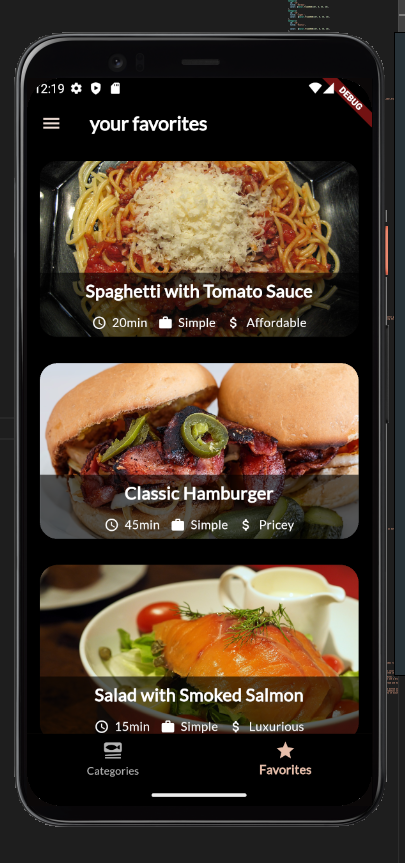 12:19
DEBUG
your favorites
Spaghetti with Tomato Sauce
20min Simple $ Affordable
Classic Hamburger
45min Simple $ Pricey
Salad with Smoked Salmon
15min Simple $ Luxurious
Categories Favorites